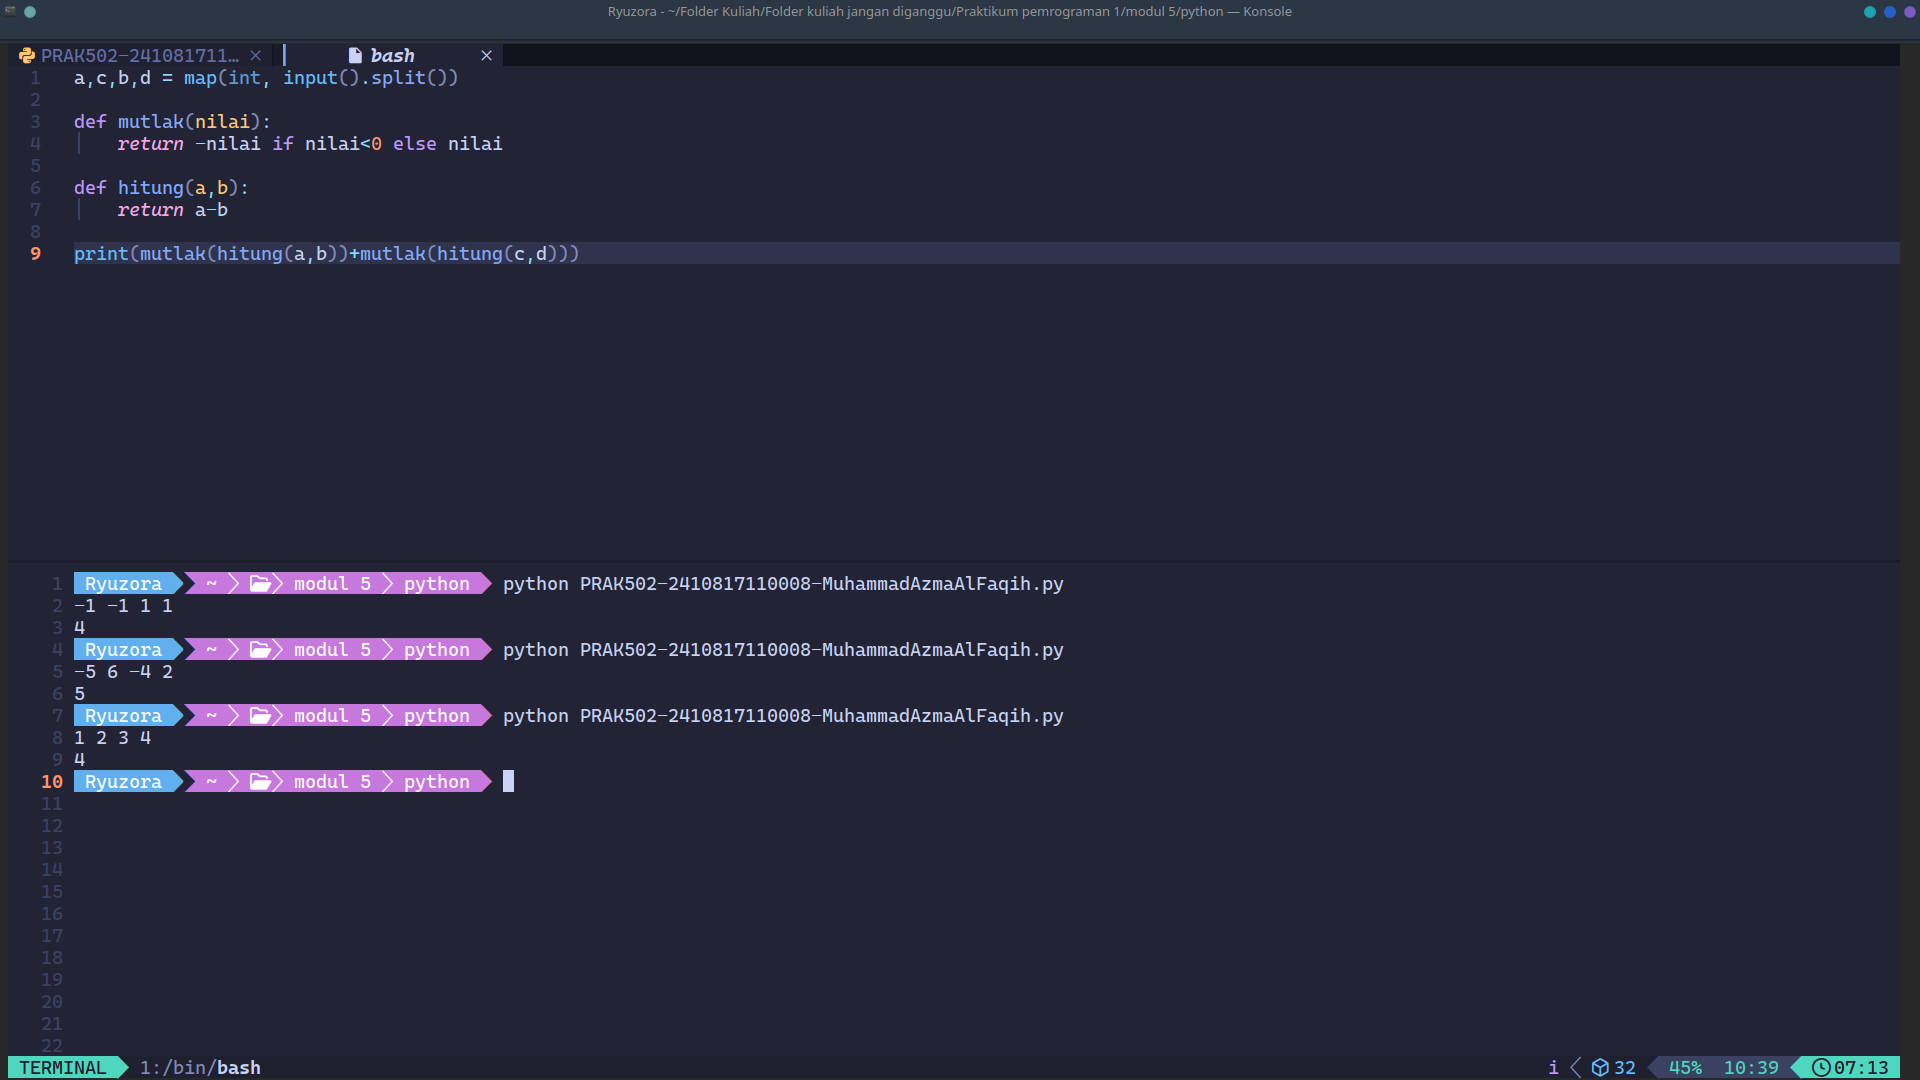 Ryuzora - ~/Folder Kuliah/Folder kuliah jangan diganggu/Praktikum pemrograman 1/modul 5/python — Konsole
PRAK502-241081711… × bash ×
1 a,c,b,d = map(int, input().split())
2
3 def mutlak(nilai):
4 return -nilai if nilai<0 else nilai
5
6 def hitung(a,b):
7 return a-b
8
9 print(mutlak(hitung(a,b))+mutlak(hitung(c,d)))
1 Ryuzora ~ modul 5 python python PRAK502-2410817110008-MuhammadAzmaAlFaqih.py
2 -1 -1 1 1
3 4
4 Ryuzora ~ modul 5 python python PRAK502-2410817110008-MuhammadAzmaAlFaqih.py
5 -5 6 -4 2
6 5
7 Ryuzora ~ modul 5 python python PRAK502-2410817110008-MuhammadAzmaAlFaqih.py
8 1 2 3 4
9 4
10 Ryuzora ~ modul 5 python
11
12
13
14
15
16
17
18
19
20
21
22
TERMINAL 1:/bin/bash i 32 45% 10:39 07:13